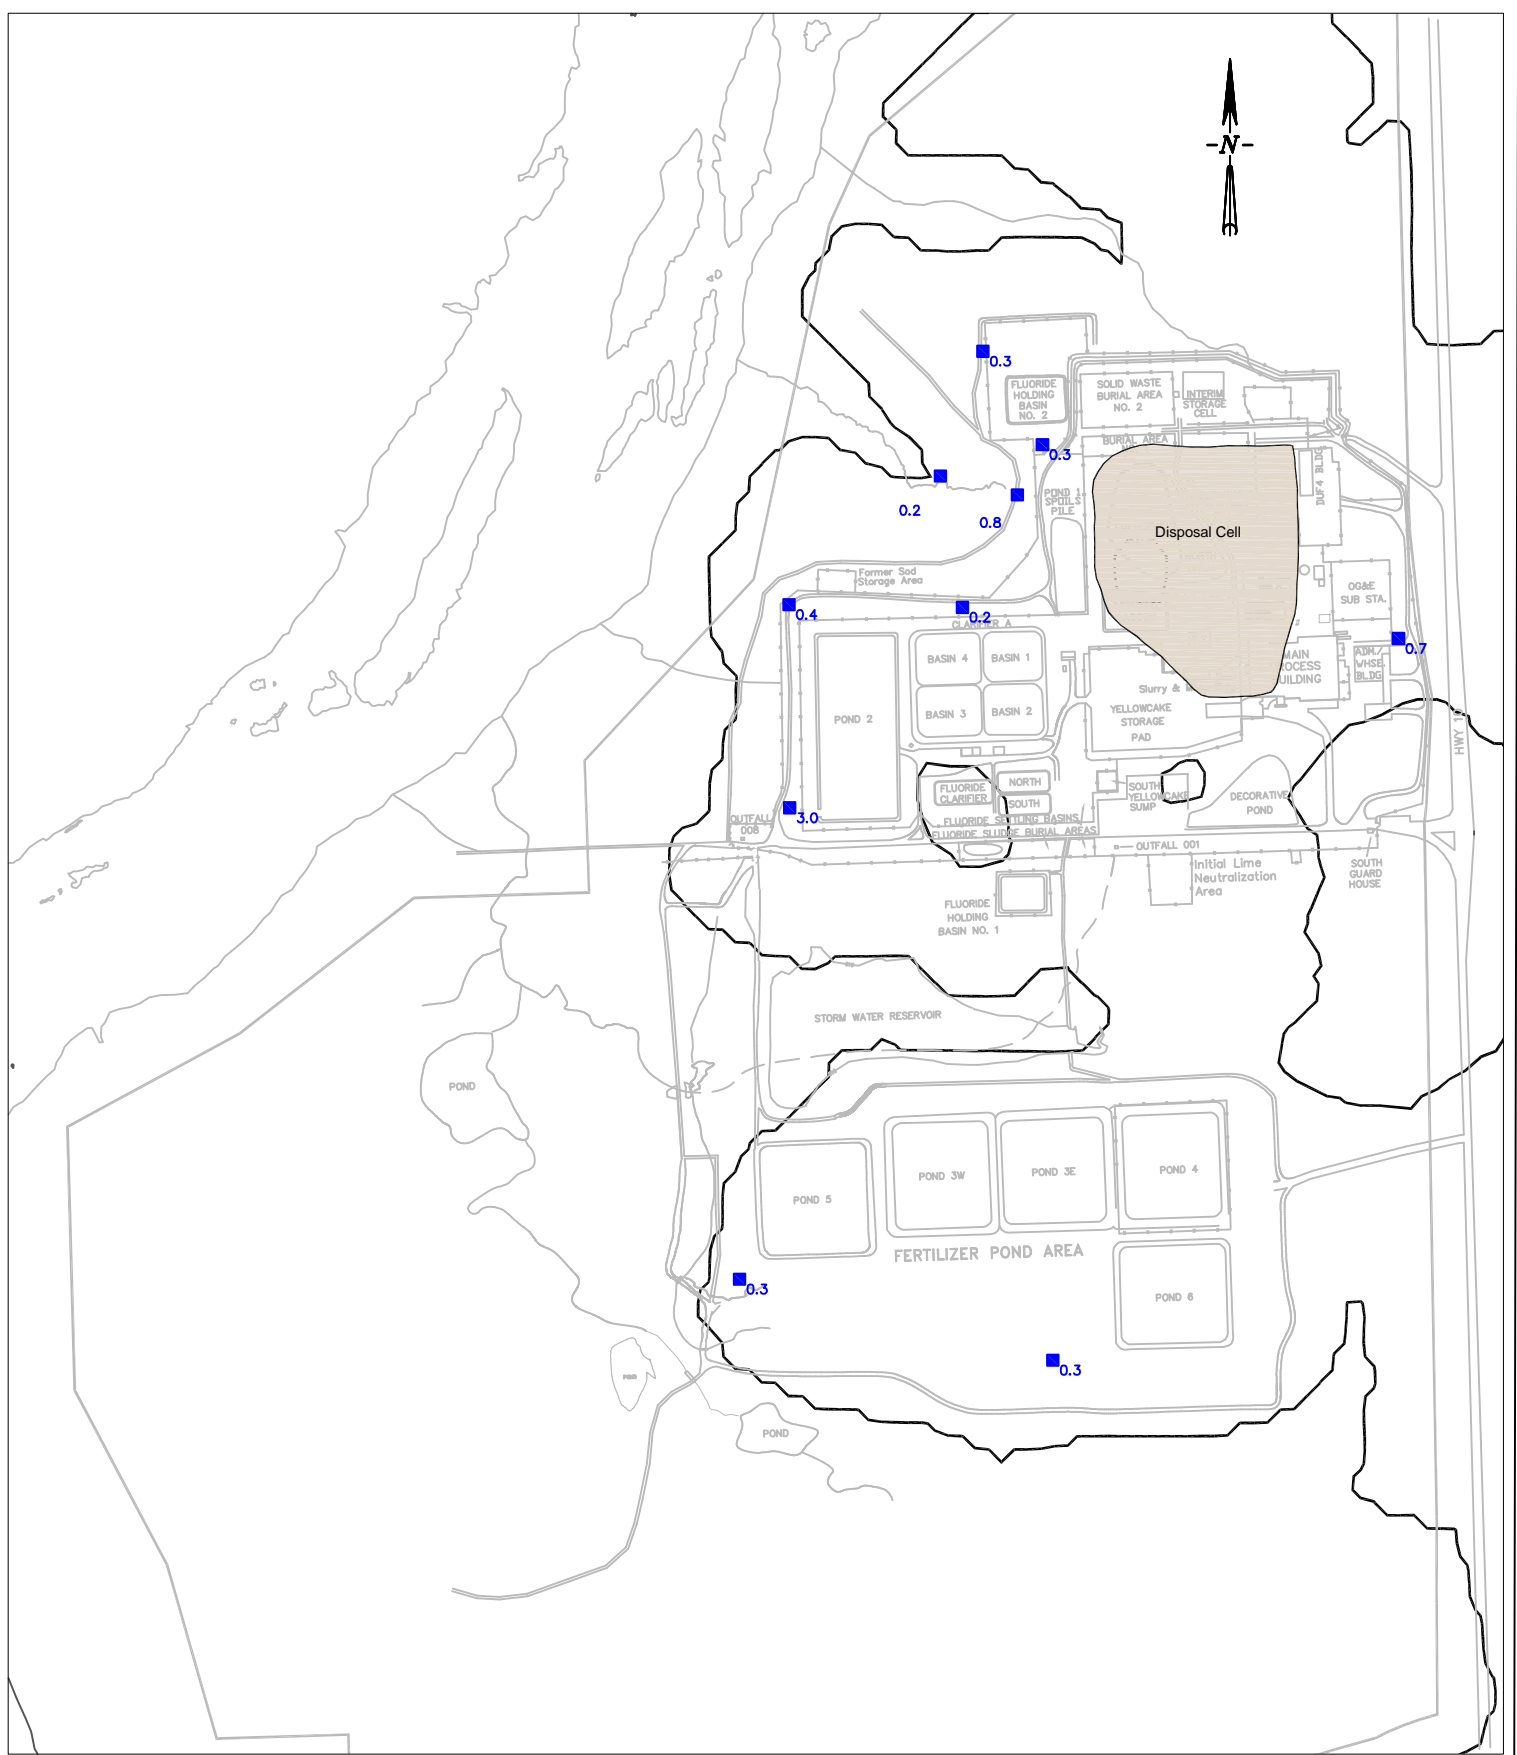 -N-
0.3
FLUORIDE
HOLDING
BASIN
NO. 2
SOLID WASTE
BURIAL AREA
NO. 2
INTERIM
STORAGE
CELL
BURIAL AREA
0.3
0.2
0.8
POND 1
SPOILS
PILE
DUF4 BLDG
Disposal Cell
Former Sod
Storage Area
OG&E
SUB STA.
0.4
0.2
CLARIFIER A
0.7
BASIN 4
BASIN 1
MAIN
ROCESS
UILDING
ADM./
WHSE.
BLDG
Slurry &
POND 2
BASIN 3
BASIN 2
YELLOWCAKE
STORAGE
PAD
HWY 10
FLUORIDE
CLARIFIER
NORTH
SOUTH
SOUTH
YELLOWCAKE
SUMP
DECORATIVE
POND
3.0
OUTFALL
008
FLUORIDE SETTLING BASINS
FLUORIDE SLUDGE BURIAL AREAS
OUTFALL 001
Initial Lime
Neutralization
Area
SOUTH
GUARD
HOUSE
FLUORIDE
HOLDING
BASIN NO. 1
STORM WATER RESERVOIR
POND
POND 5
POND 3W
POND 3E
POND 4
FERTILIZER POND AREA
0.3
POND 6
0.3
POND
POND